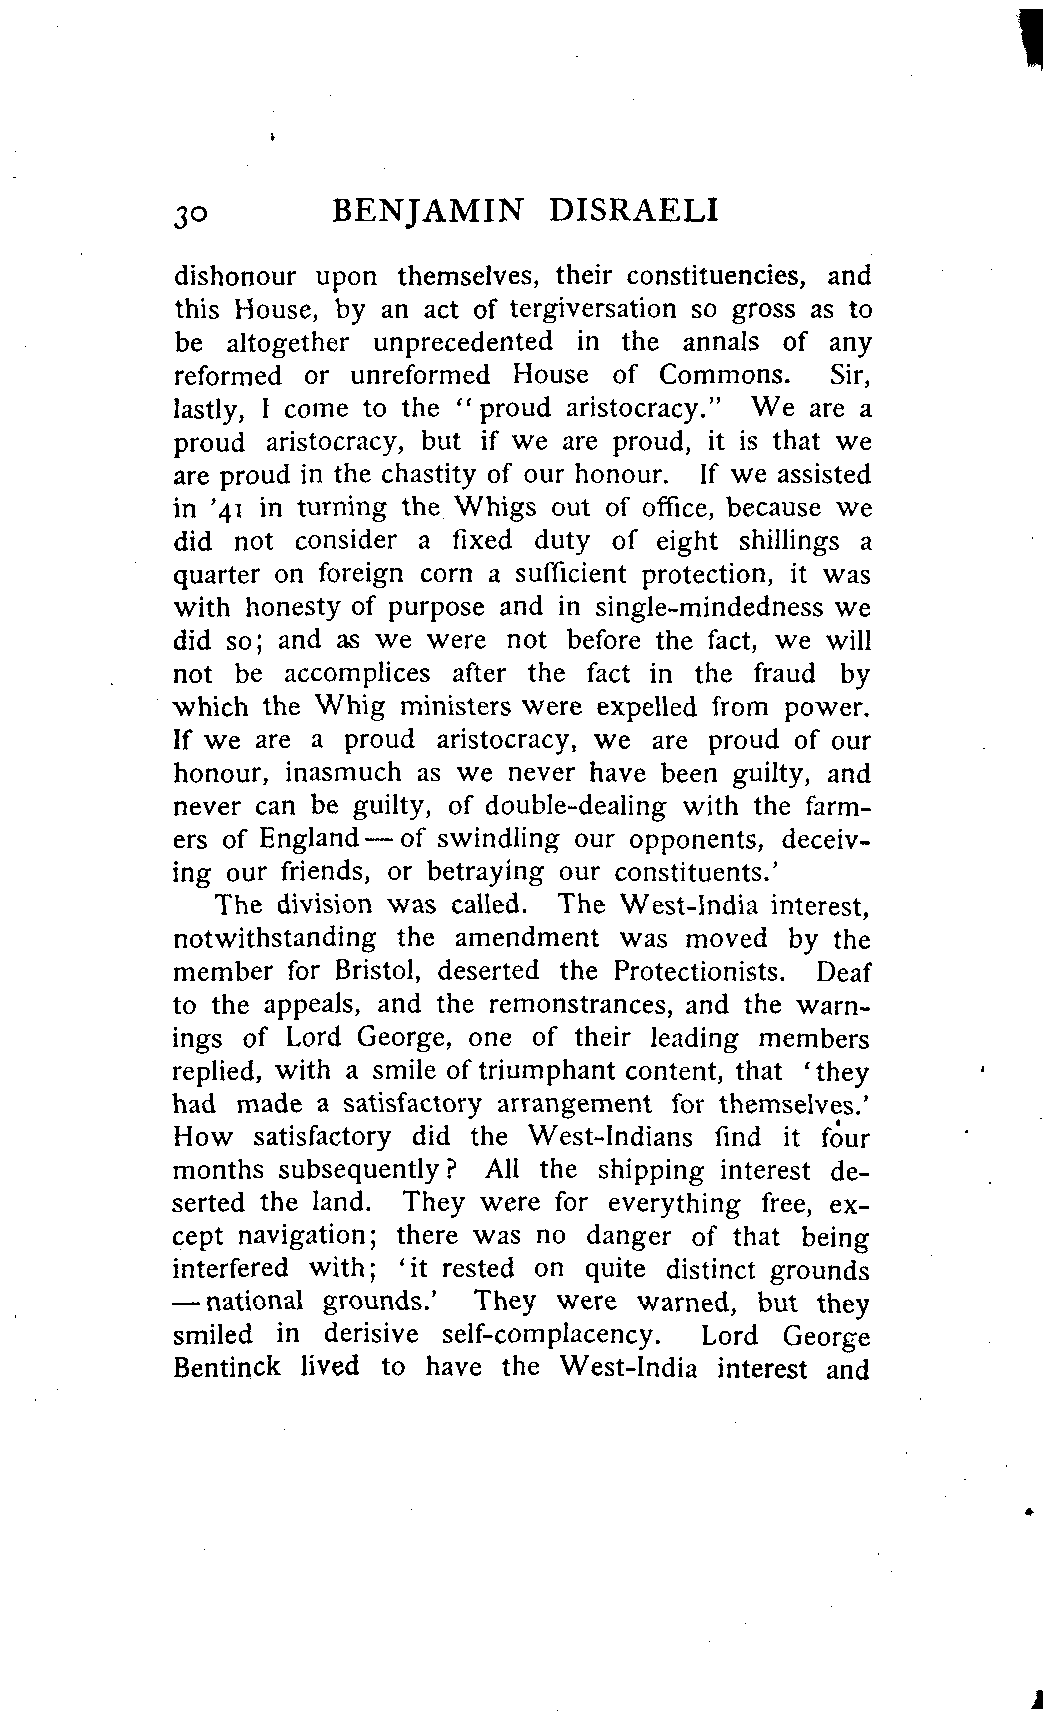 30 BENJAMIN DISRAELI
dishonour upon themselves, their constituencies, and
this House, by an act of tergiversation so gross as to
be altogether unprecedented in the annals of any
reformed or unreformed House of Commons. Sir,
lastly, I come to the “proud aristocracy.” We are a
proud aristocracy, but if we are proud, it is that we
are proud in the chastity of our honour. If we assisted
in ’41 in turning the Whigs out of office, because we
did not consider a fixed duty of eight shillings a
quarter on foreign corn a sufficient protection, it was
with honesty of purpose and in single-mindedness we
did so; and as we were not before the fact, we will
not be accomplices after the fact in the fraud by
which the Whig ministers were expelled from power.
If we are a proud aristocracy, we are proud of our
honour, inasmuch as we never have been guilty, and
never can be guilty, of double-dealing with the farm-
ers of England — of swindling our opponents, deceiv-
ing our friends, or betraying our constituents.’
The division was called. The West-India interest,
notwithstanding the amendment was moved by the
member for Bristol, deserted the Protectionists. Deaf
to the appeals, and the remonstrances, and the warn-
ings of Lord George, one of their leading members
replied, with a smile of triumphant content, that ‘they
had made a satisfactory arrangement for themselves.’
How satisfactory did the West-Indians find it four
months subsequently? All the shipping interest de-
serted the land. They were for everything free, ex-
cept navigation; there was no danger of that being
interfered with; ‘it rested on quite distinct grounds
— national grounds.’ They were warned, but they
smiled in derisive self-complacency. Lord George
Bentinck lived to have the West-India interest and